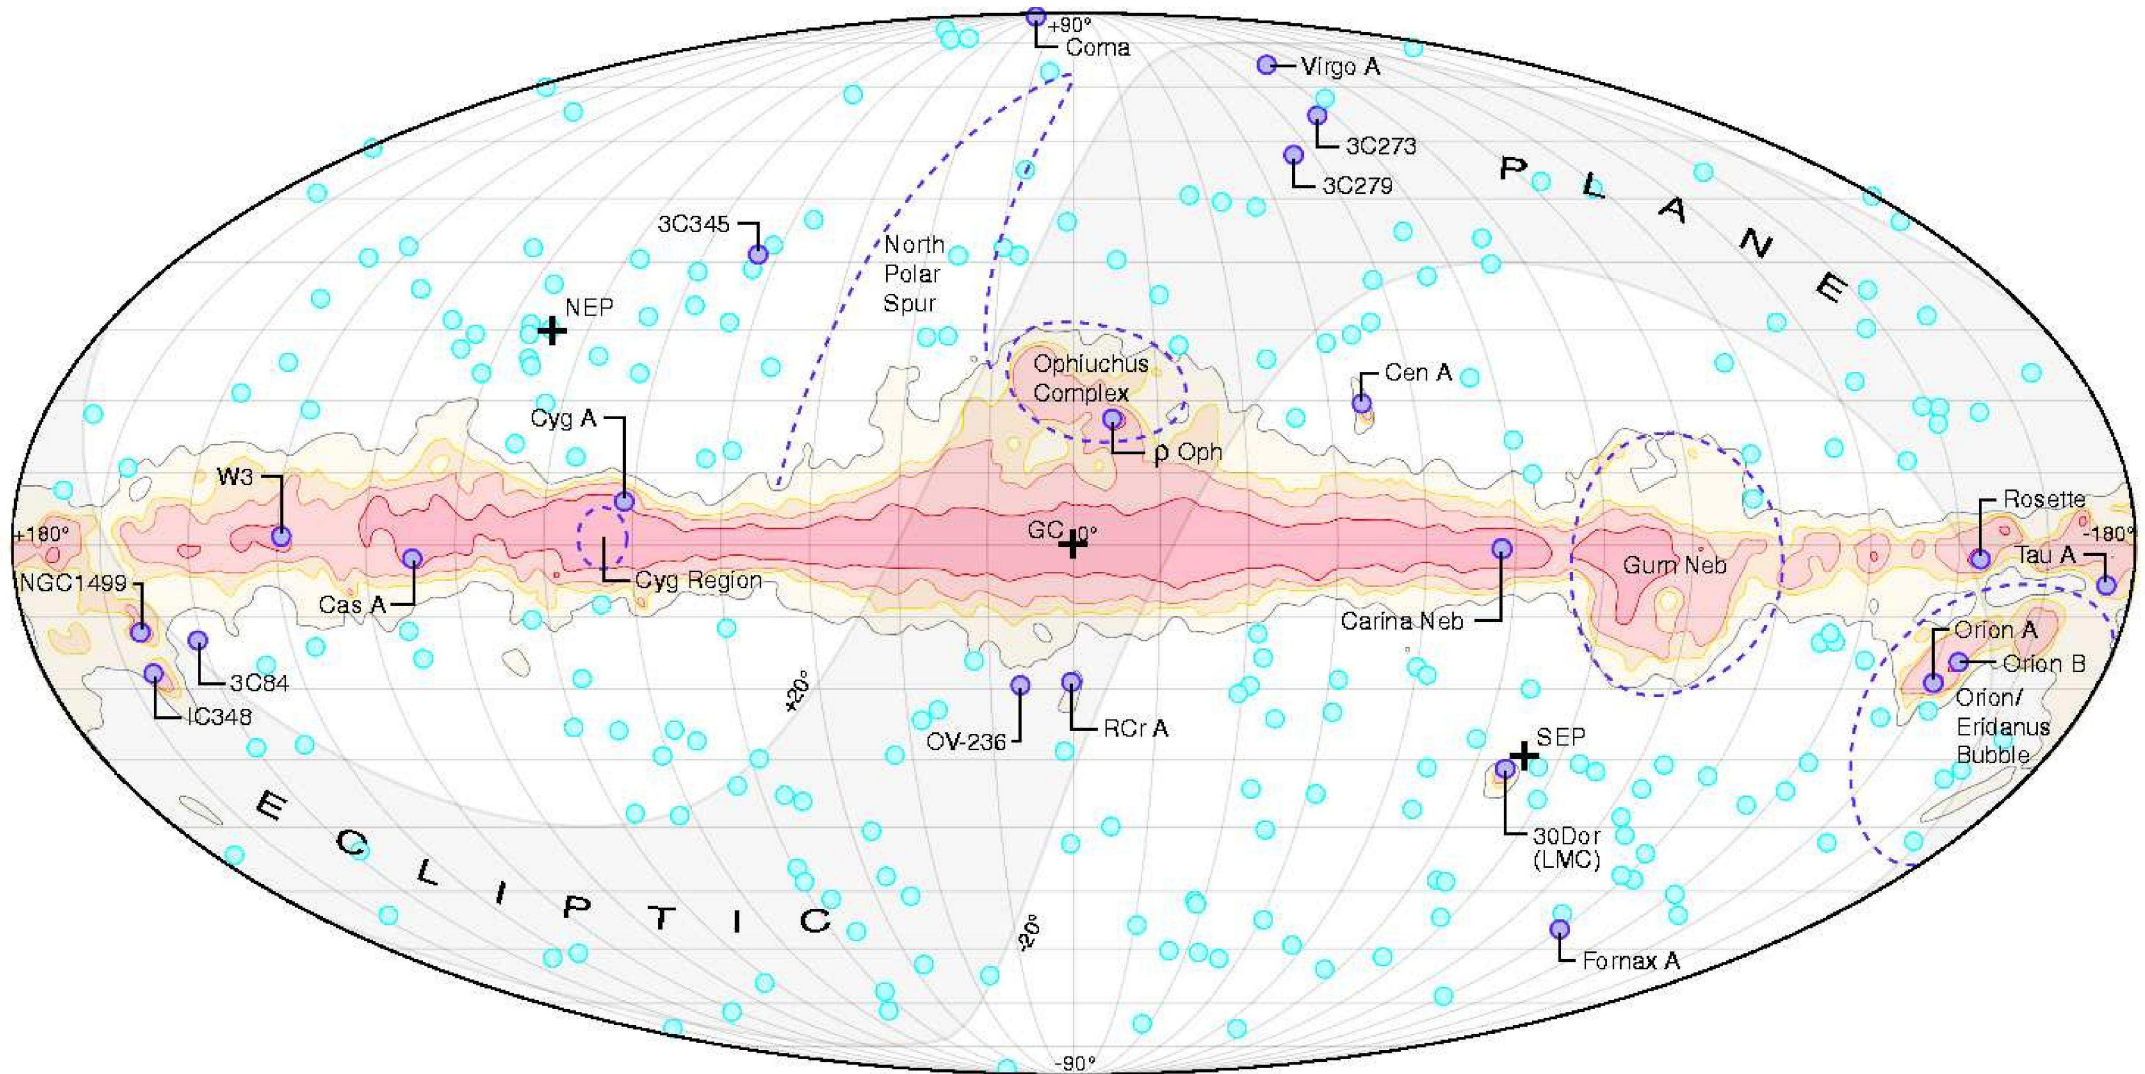 +90°
Coma
Virgo A
3C273
3C279
P L A N E
3C345
North
Polar
Spur
NEP
Ophiuchus
Complex
Cen A
Cyg A
ρ Oph
W3
Rosette
+180°
GC 0°
-180°
Tau A
Gum Neb
NGC1499
Cyg Region
Cas A
Carina Neb
Orion A
Orion B
3C84
+20°
IC348
Orion/
Eridanus
Bubble
OV-236
RCr A
SEP
E C L I P T I C
30Dor
(LMC)
-20°
Fornax A
-90°